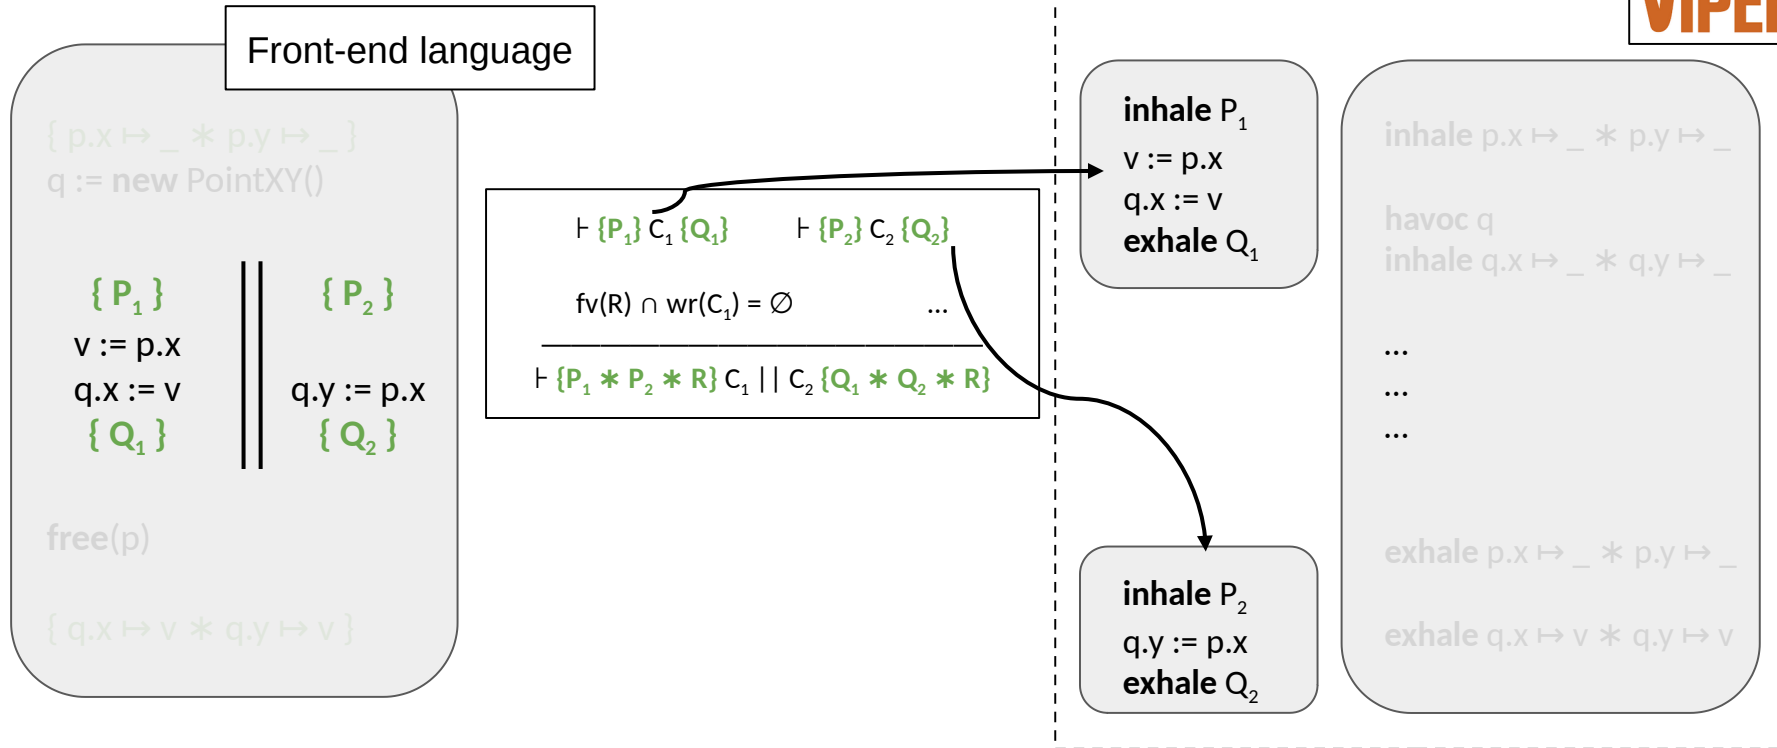 Front-end language
{ p.x ↦ _ ∗ p.y ↦ _ }
q := new PointXY()
{ P1 } { P2 }
v := p.x
q.x := v q.y := p.x
{ Q1 } { Q2 }
free(p)
{ q.x ↦ v ∗ q.y ↦ v }
⊦ {P1} C1 {Q1} ⊦ {P2} C2 {Q2}
fv(R) ∩ wr(C1) = ∅ ...
⊦ {P1 ∗ P2 ∗ R} C1 || C2 {Q1 ∗ Q2 ∗ R}
inhale P1
v := p.x
q.x := v
exhale Q1
inhale P2
q.y := p.x
exhale Q2
inhale p.x ↦ _ ∗ p.y ↦ _
havoc q
inhale q.x ↦ _ ∗ q.y ↦ _
...
...
...
exhale p.x ↦ _ ∗ p.y ↦ _
exhale q.x ↦ v ∗ q.y ↦ v